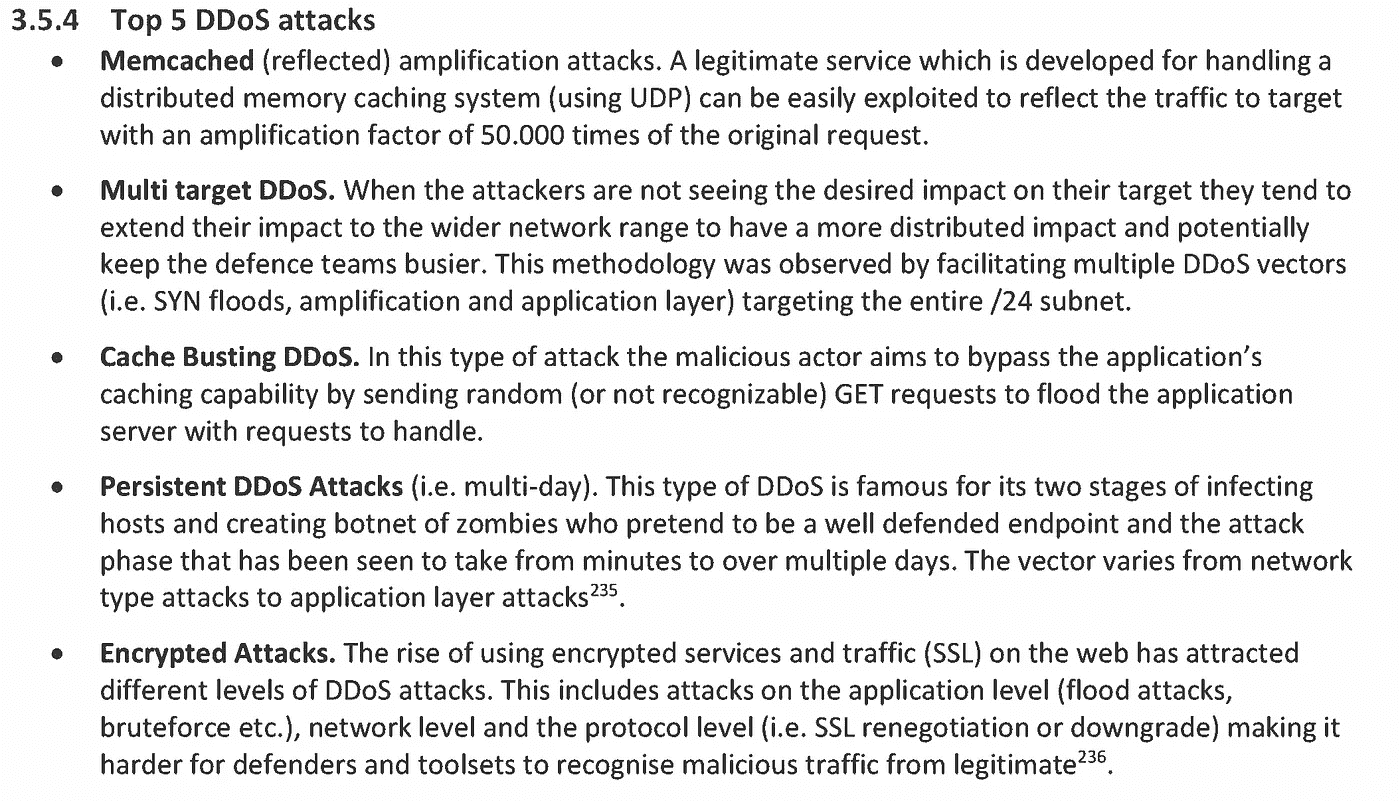 3.5.4 Top 5 DDoS attacks
• Memcached (reflected) amplification attacks. A legitimate service which is developed for handling a
distributed memory caching system (using UDP) can be easily exploited to reflect the traffic to target
with an amplification factor of 50.000 times of the original request.
• Multi target DDoS. When the attackers are not seeing the desired impact on their target they tend to
extend their impact to the wider network range to have a more distributed impact and potentially
keep the defence teams busier. This methodology was observed by facilitating multiple DDoS vectors
(i.e. SYN floods, amplification and application layer) targeting the entire /24 subnet.
• Cache Busting DDoS. In this type of attack the malicious actor aims to bypass the application’s
caching capability by sending random (or not recognizable) GET requests to flood the application
server with requests to handle.
• Persistent DDoS Attacks (i.e. multi-day). This type of DDoS is famous for its two stages of infecting
hosts and creating botnet of zombies who pretend to be a well defended endpoint and the attack
phase that has been seen to take from minutes to over multiple days. The vector varies from network
type attacks to application layer attacks²³⁵.
• Encrypted Attacks. The rise of using encrypted services and traffic (SSL) on the web has attracted
different levels of DDoS attacks. This includes attacks on the application level (flood attacks,
bruteforce etc.), network level and the protocol level (i.e. SSL renegotiation or downgrade) making it
harder for defenders and toolsets to recognise malicious traffic from legitimate²³⁶.